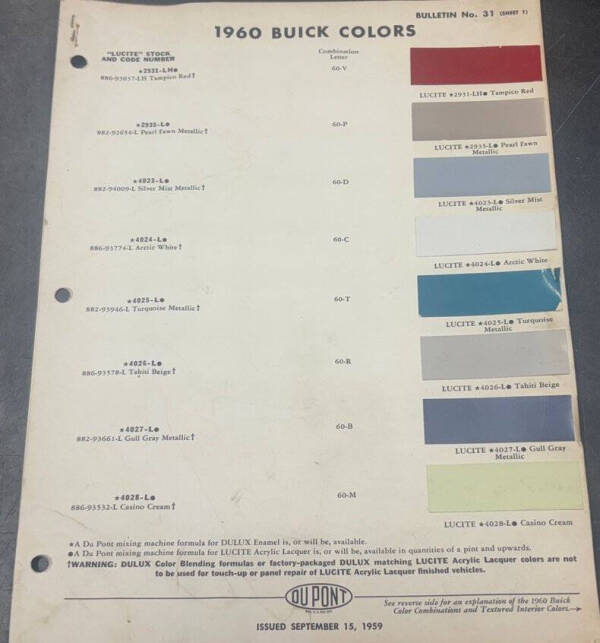 BULLETIN No. 31 (SHEET 1)
1960 BUICK COLORS
"LUCITE" STOCK
AND CODE NUMBER
Combination
Letter
★2931-LH●
886-93857-LH Tampico Red†
60-V
LUCITE ★2931-LH● Tampico Red
★2935-L●
882-92654-L Pearl Fawn Metallic†
60-P
LUCITE ★2935-L● Pearl Fawn
Metallic
★4023-L●
882-94009-L Silver Mist Metallic†
60-D
LUCITE ★4023-L● Silver Mist
Metallic
★4024-L●
886-93774-L Arctic White†
60-C
LUCITE ★4024-L● Arctic White
★4025-L●
882-93946-L Turquoise Metallic†
60-T
LUCITE ★4025-L● Turquoise
Metallic
★4026-L●
886-93578-L Tahiti Beige†
60-R
LUCITE ★4026-L● Tahiti Beige
★4027-L●
882-93661-L Gull Gray Metallic†
60-B
LUCITE ★4027-L● Gull Gray
Metallic
★4028-L●
886-93532-L Casino Cream†
60-M
LUCITE ★4028-L● Casino Cream
★A Du Pont mixing machine formula for DULUX Enamel is, or will be, available.
●A Du Pont mixing machine formula for LUCITE Acrylic Lacquer is, or will be, available in quantities of a pint and upwards.
†WARNING: DULUX Color Blending formulas or factory-packaged DULUX matching LUCITE Acrylic Lacquer colors are not
to be used for touch-up or panel repair of LUCITE Acrylic Lacquer finished vehicles.
DU PONT
See reverse side for an explanation of the 1960 Buick
Color Combinations and Textured Interior Colors.→
ISSUED SEPTEMBER 15, 1959